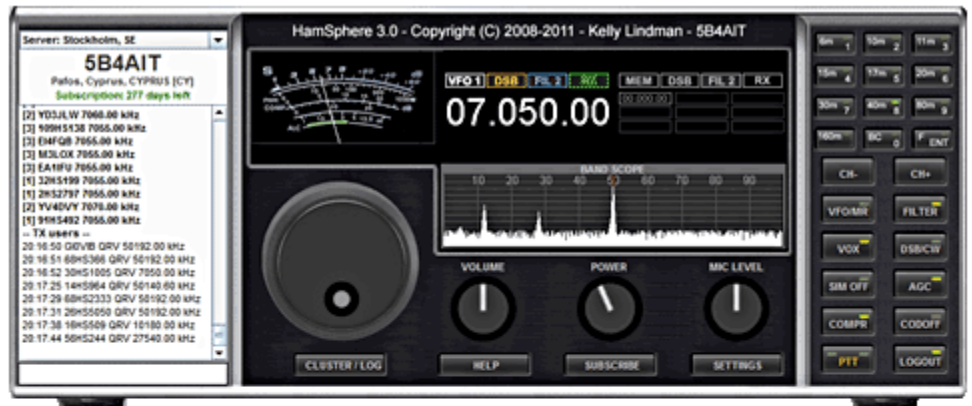 HamSphere 3.0 - Copyright (C) 2008-2011 - Kelly Lindman - 5B4AIT
Server: Stockholm, SE
5B4AIT
Pafos, Cyprus, CYPRUS [CY]
Subscription: 277 days left
[2] YD3JLW 7060.00 kHz
[3] 109HS138 7055.00 kHz
[3] EI4FQB 7055.00 kHz
[3] M3LOX 7055.00 kHz
[3] EA1IFU 7055.00 kHz
[1] 32HS199 7055.00 kHz
[1] 2HS2797 7055.00 kHz
[2] YV4DVY 7070.00 kHz
[1] 91HS492 7055.00 kHz
-- TX users --
20:16:50 GI0VIB QRV 50192.00 kHz
20:16:51 68HS366 QRV 50192.00 kHz
20:16:52 30HS1005 QRV 7050.00 kHz
20:17:25 14HS964 QRV 50140.60 kHz
20:17:29 68HS2333 QRV 50192.00 kHz
20:17:31 26HS050 QRV 50192.00 kHz
20:17:38 16HS509 QRV 10180.00 kHz
20:17:44 56HS244 QRV 27540.00 kHz
S
VFO 1 DSB FIL 2
MEM DSB FIL 2 RX
07.050.00
00.000.00
BAND SCOPE
10 20 30 40 50 60 70 80 90
VOLUME POWER MIC LEVEL
CLUSTER / LOG HELP SUBSCRIBE SETTINGS
6m 1 10m 2 11m 3
15m 4 17m 5 20m 6
30m 7 40m 8 80m 9
160m BC 0 F ENT
CH- CH+
VFO/MR FILTER
VOX DSB/CW
SIM OFF AGC
COMPR CODOFF
PTT LOGOUT